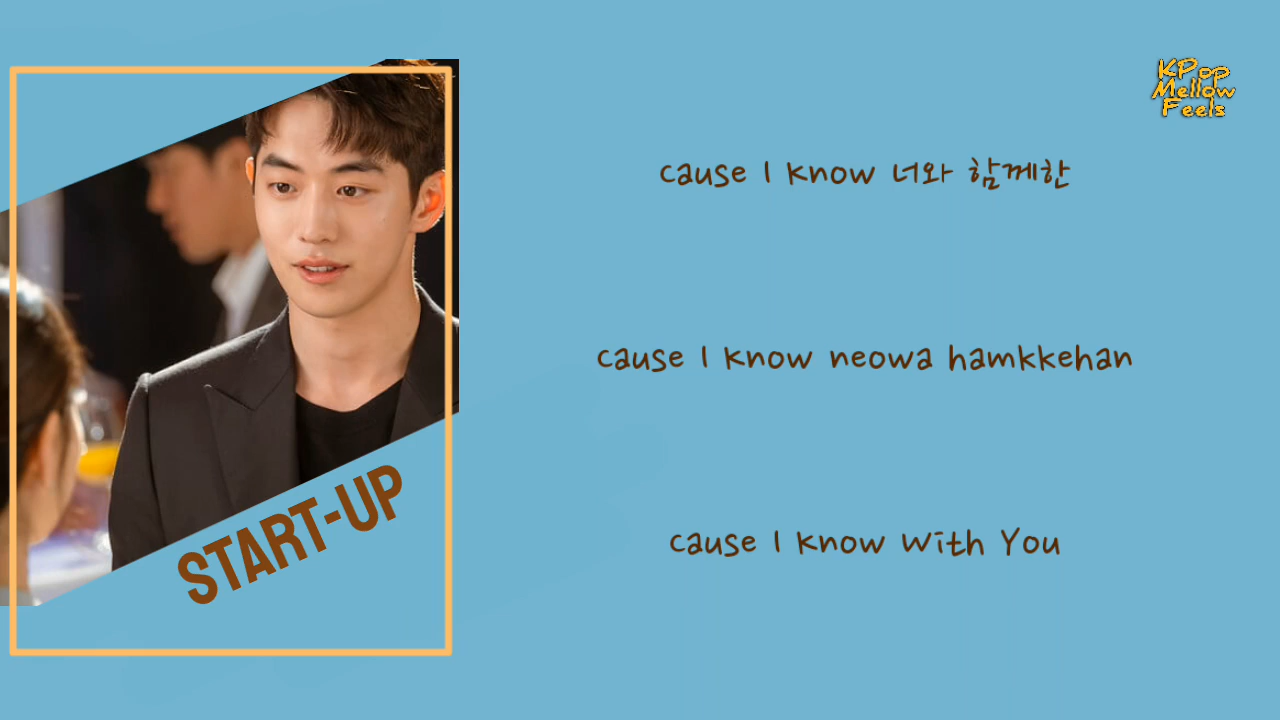 KPop
Mellow
Feels
cause I know 너와 함께한
cause I know neowa hamkkehan
cause I know With You
START-UP